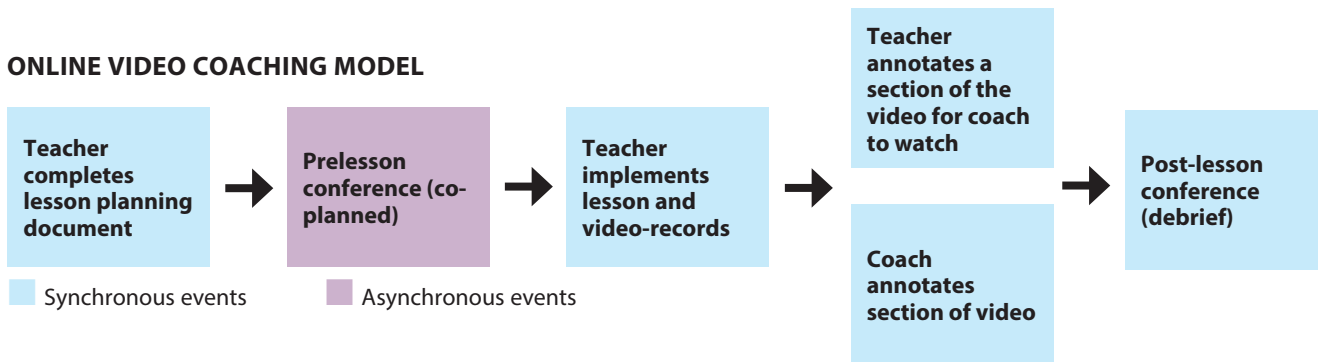 ONLINE VIDEO COACHING MODEL
Teacher
completes
lesson planning
document
Prelesson
conference (co-
planned)
Teacher
implements
lesson and
video-records
Teacher
annotates a
section of the
video for coach
to watch
Coach
annotates
section of video
Post-lesson
conference
(debrief)
Synchronous events
Asynchronous events